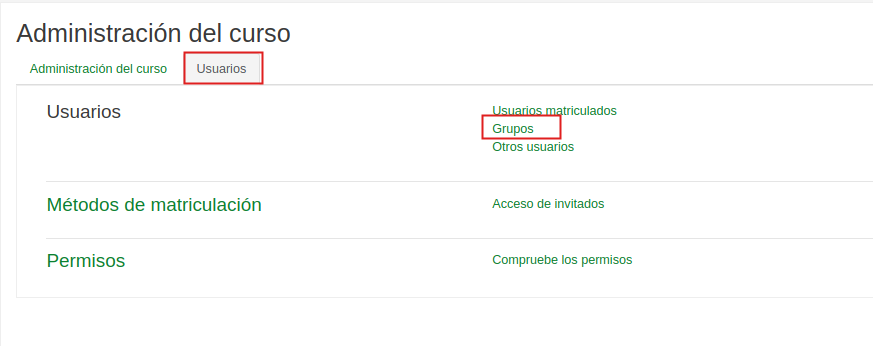 Administración del curso
Administración del curso Usuarios
Usuarios
Usuarios matriculados
Grupos
Otros usuarios
Métodos de matriculación
Acceso de invitados
Permisos
Compruebe los permisos